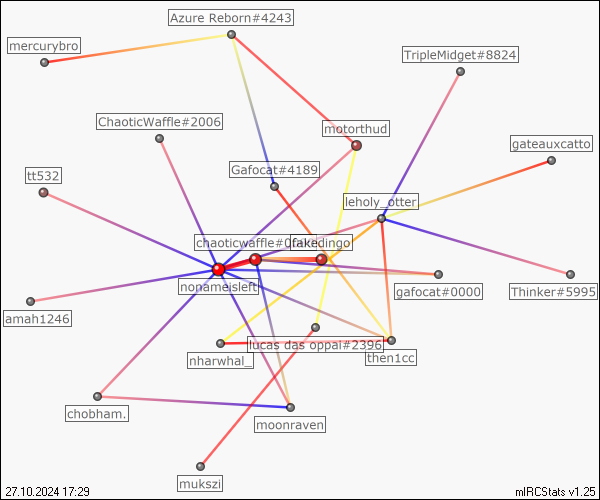 Azure Reborn#4243
mercurybro
TripleMidget#8824
ChaoticWaffle#2006
motorthud
gateauxcatto
Gafocat#4189
tt532
leholy_otter
chaoticwaffle#0
fakedingo
nonameisleft
gafocat#0000
Thinker#5995
amah1246
lucas das oppai#2396
nharwhal_
then1cc
chobham.
moonraven
mukszi
27.10.2024 17:29
mIRCStats v1.25